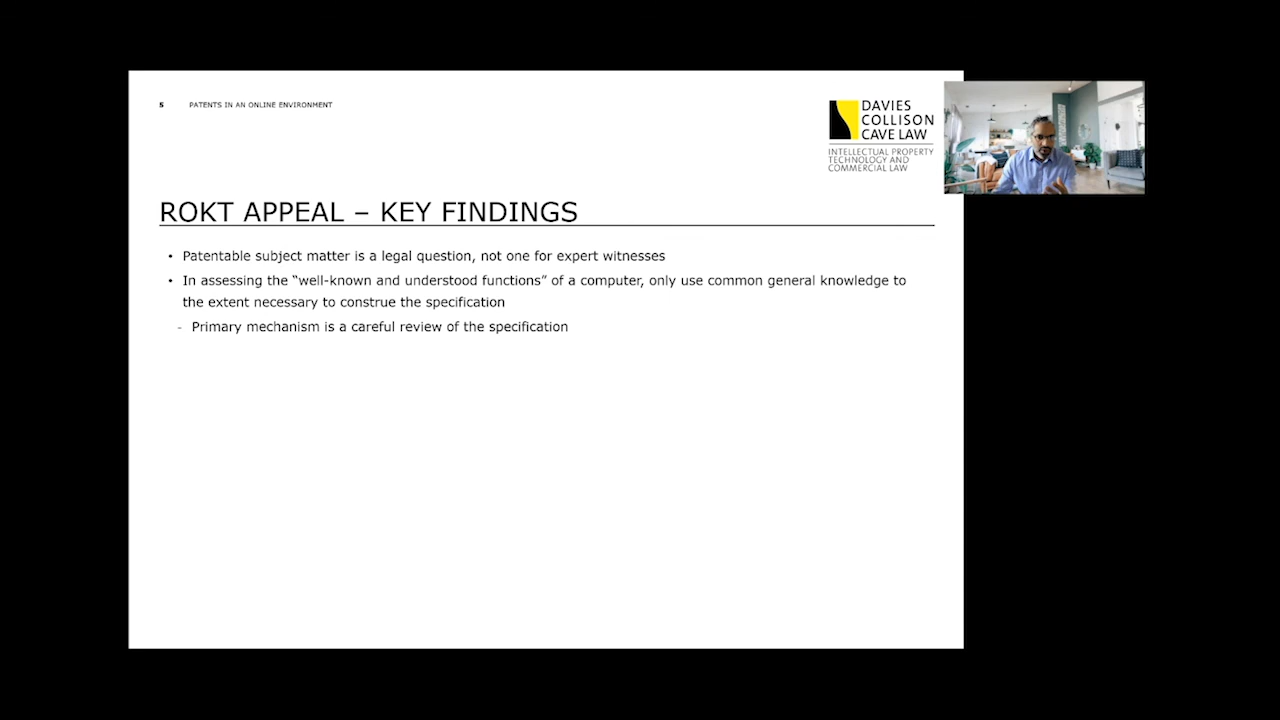 5 PATENTS IN AN ONLINE ENVIRONMENT
DAVIES
COLLISON
CAVE LAW
INTELLECTUAL PROPERTY
TECHNOLOGY AND
COMMERCIAL LAW
ROKT APPEAL – KEY FINDINGS
• Patentable subject matter is a legal question, not one for expert witnesses
• In assessing the “well-known and understood functions” of a computer, only use common general knowledge to
the extent necessary to construe the specification
- Primary mechanism is a careful review of the specification